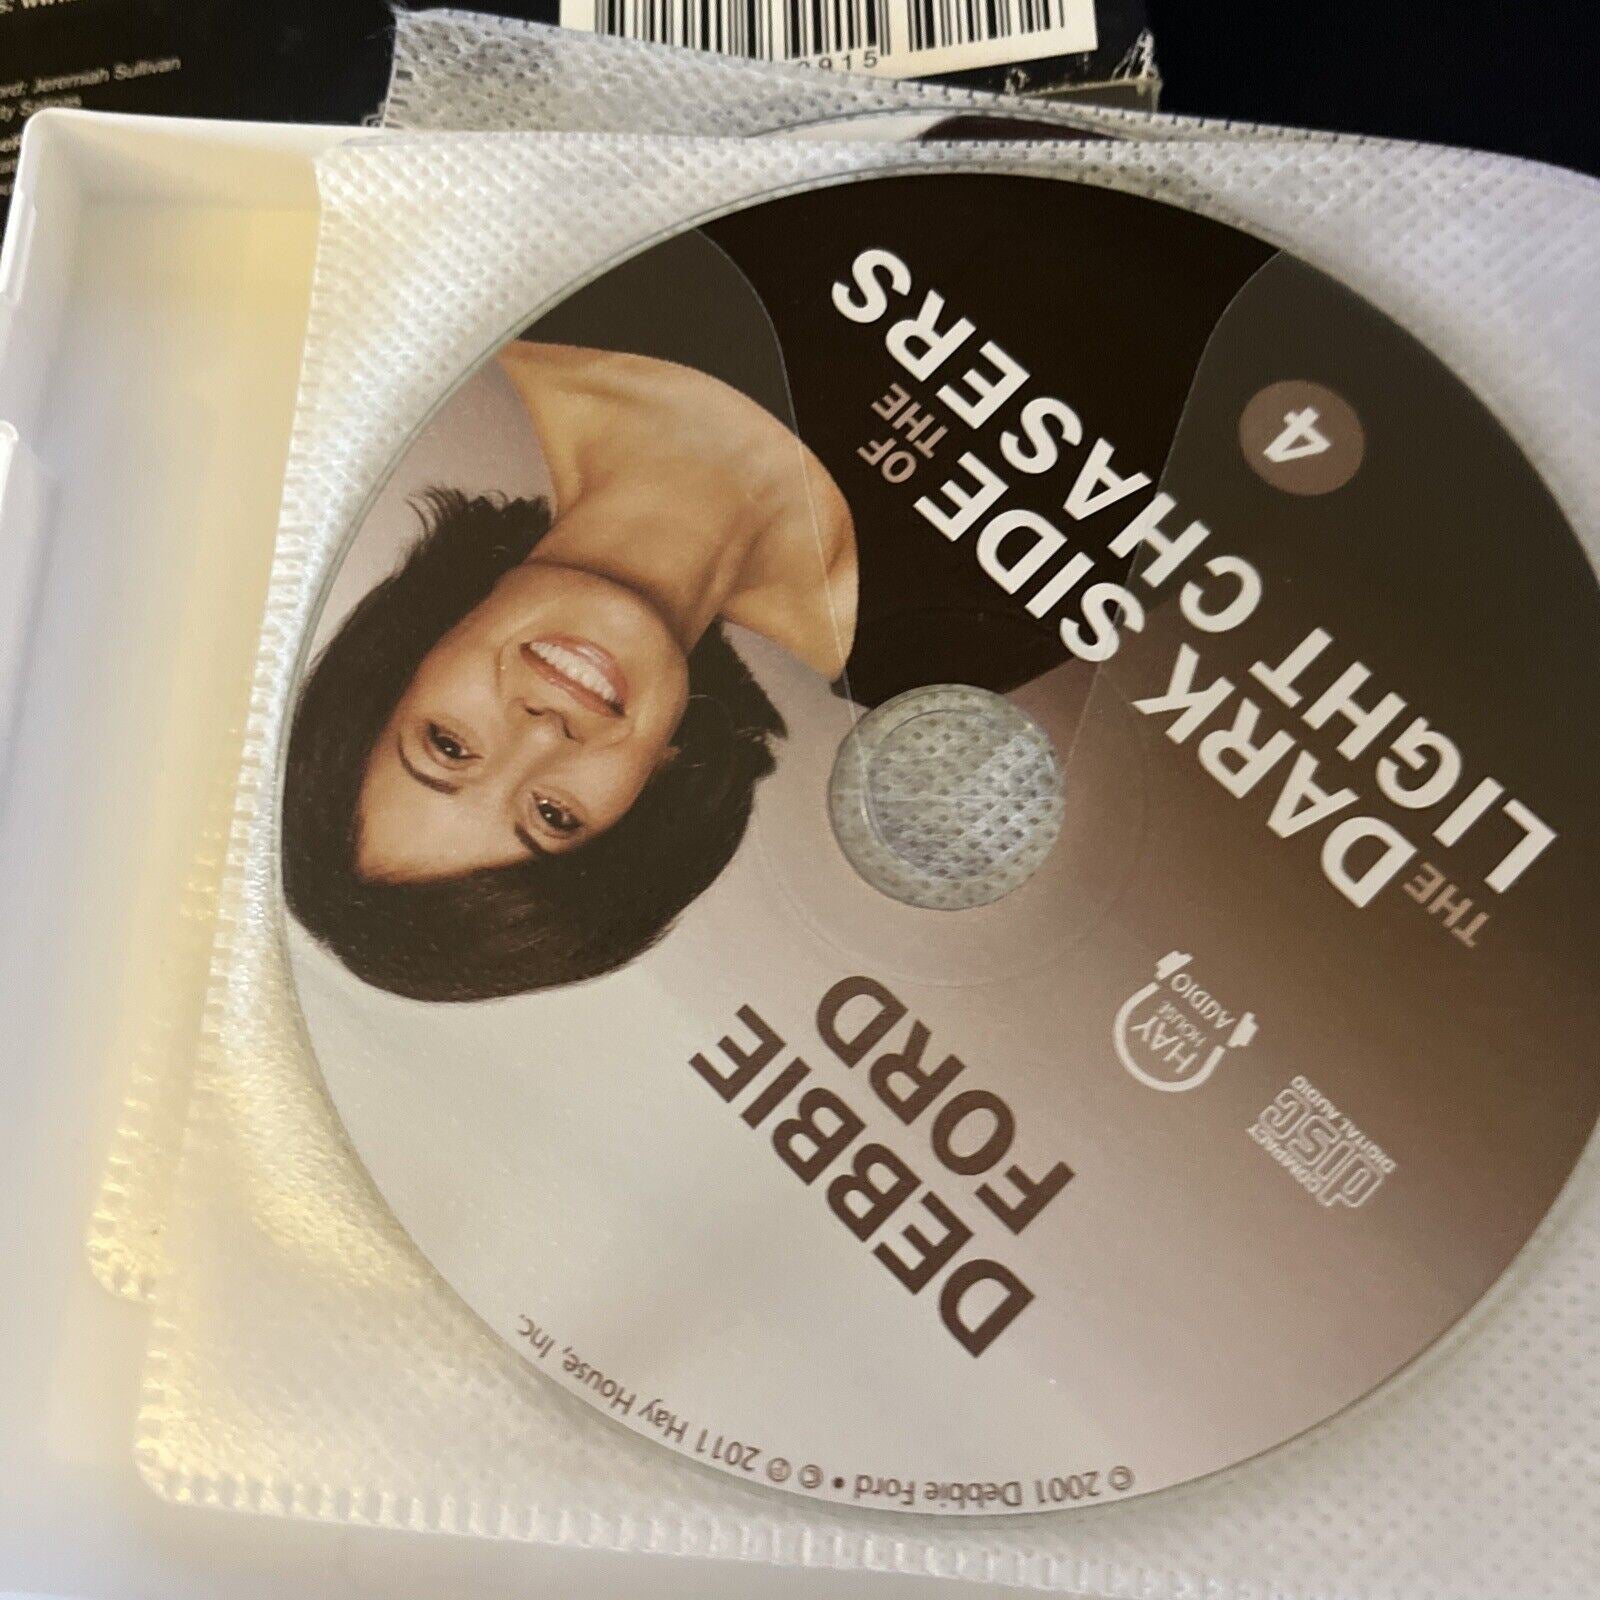 Jeremiah Sullivan
915
4
THE
DARK SIDE
OF THE
LIGHT CHASERS
HAY
HOUSE
AUDIO
COMPACT
disc
DIGITAL AUDIO
DEBBIE
FORD
© 2001 Debbie Ford • © ℗ 2011 Hay House, Inc.